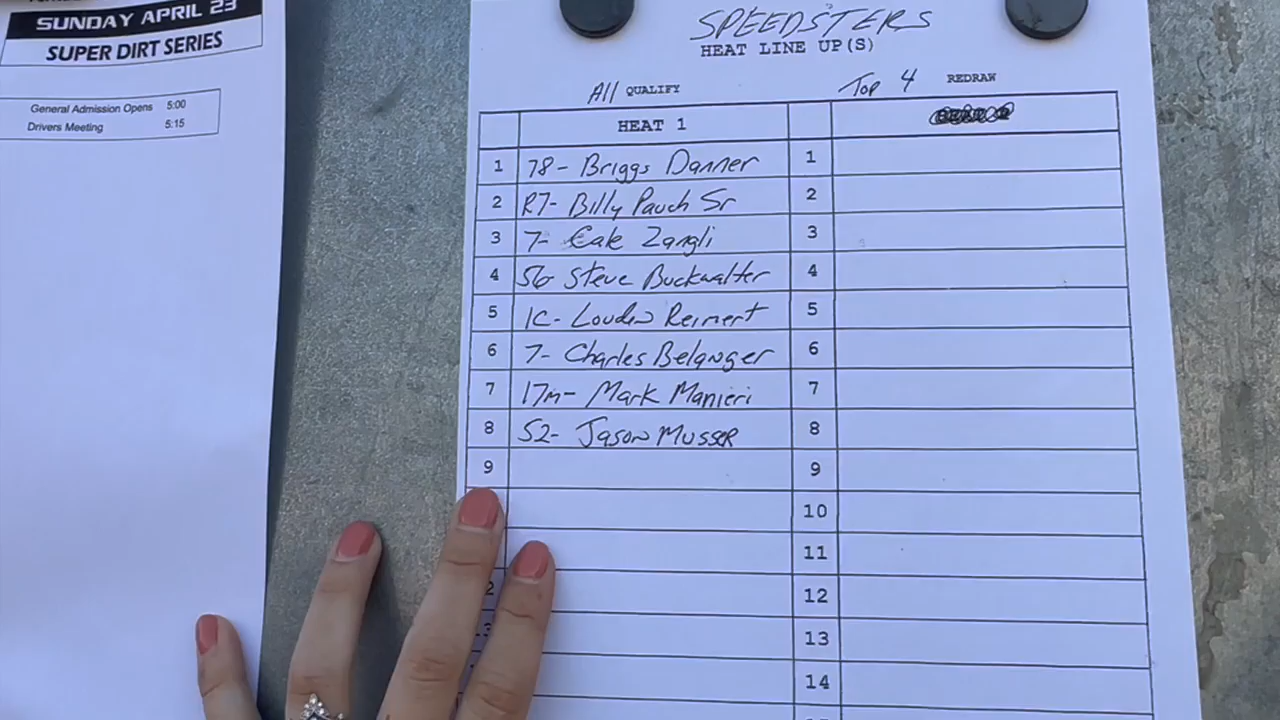 SUNDAY APRIL 23
SUPER DIRT SERIES
General Admission Opens 5:00
Drivers Meeting 5:15
SPEEDSTERS
HEAT LINE UP(S)
All QUALIFY Top 4 REDRAW
HEAT 1
1 78- Briggs Danner 1
2 R7- Billy Pauch Sr 2
3 7- Cale Zangli 3
4 56 Steve Buckwalter 4
5 1C- Louden Reimert 5
6 7- Charles Belanger 6
7 17m- Mark Manieri 7
8 52- Jason Musser 8
9 9
10
11
12
13
14